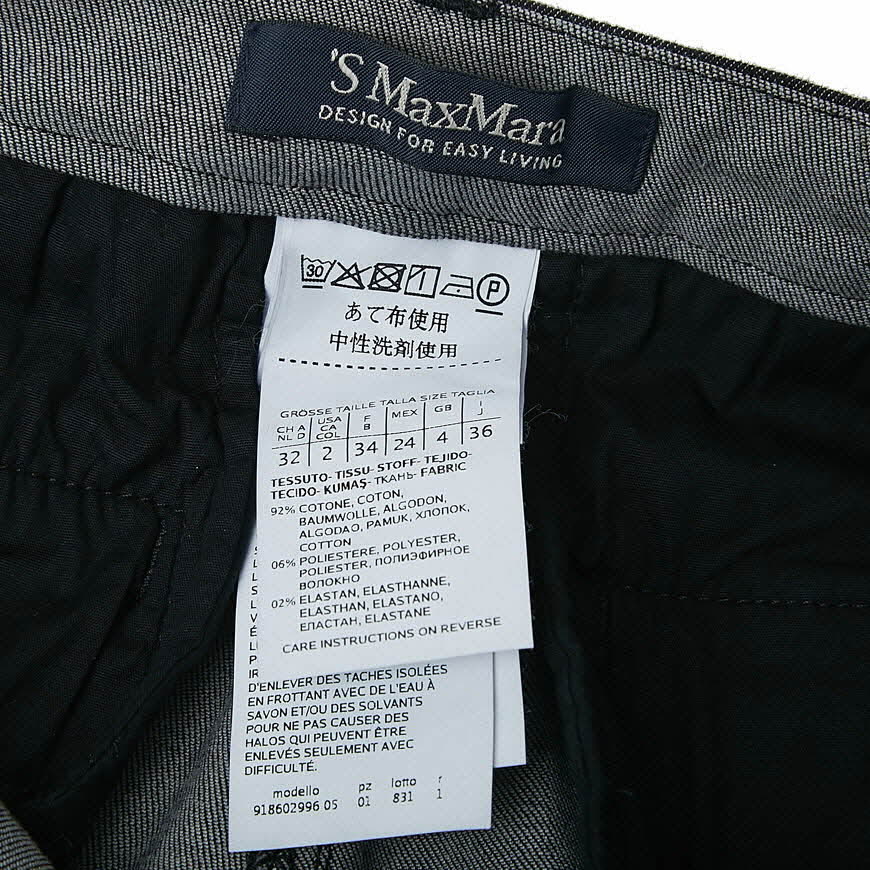 'S MaxMara
DESIGN FOR EASY LIVING
30 P
あて布使用
中性洗剤使用
GRÖSSE TAILLE TALLA SIZE TAGLIA
CH A NL D USA CA COL F B MEX GB I J
32 2 34 24 4 36
TESSUTO- TISSU- STOFF- TEJIDO-
TECIDO- KUMAŞ- ТКАНЬ- FABRIC
92% COTONE, COTON,
BAUMWOLLE, ALGODON,
ALGODAO, PAMUK, ХЛОПОК,
COTTON
06% POLIESTERE, POLYESTER,
POLIESTER, ПОЛИЭФИРНОЕ
ВОЛОКНО
02% ELASTAN, ELASTHANNE,
ELASTHAN, ELASTANO,
ЕЛАСТАН, ELASTANE
CARE INSTRUCTIONS ON REVERSE
D'ENLEVER DES TACHES ISOLÉES
EN FROTTANT AVEC DE L'EAU À
SAVON ET/OU DES SOLVANTS
POUR NE PAS CAUSER DES
HALOS QUI PEUVENT ÊTRE
ENLEVÉS SEULEMENT AVEC
DIFFICULTÉ.
modello pz lotto r
918602996 05 01 831 1